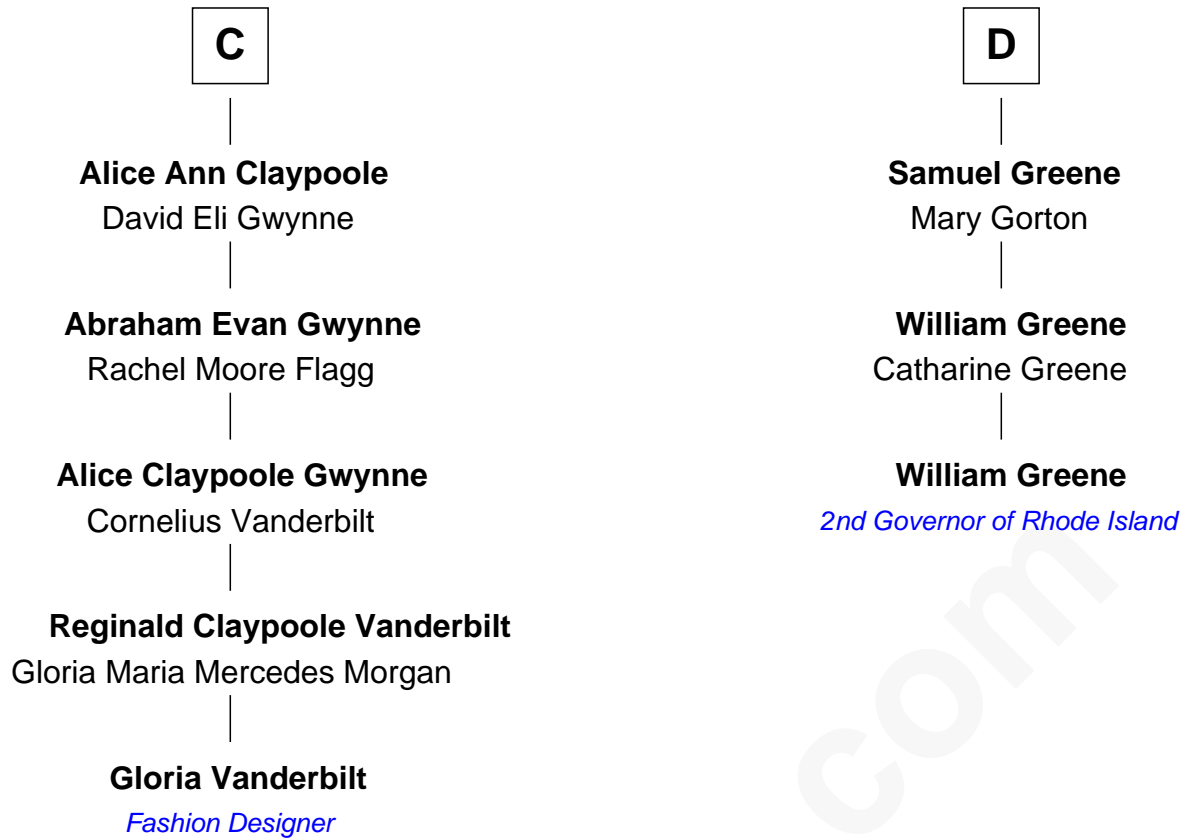 C
Alice Ann Claypoole
David Eli Gwynne
Abraham Evan Gwynne
Rachel Moore Flagg
Alice Claypoole Gwynne
Cornelius Vanderbilt
Reginald Claypoole Vanderbilt
Gloria Maria Mercedes Morgan
Gloria Vanderbilt
Fashion Designer
D
Samuel Greene
Mary Gorton
William Greene
Catharine Greene
William Greene
2nd Governor of Rhode Island
com